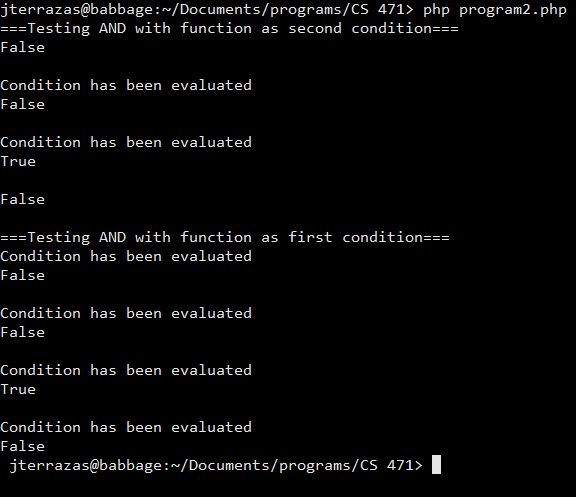 jterrazas@babbage:~/Documents/programs/CS 471> php program2.php
===Testing AND with function as second condition===
False
Condition has been evaluated
False
Condition has been evaluated
True
False
===Testing AND with function as first condition===
Condition has been evaluated
False
Condition has been evaluated
False
Condition has been evaluated
True
Condition has been evaluated
False
jterrazas@babbage:~/Documents/programs/CS 471>